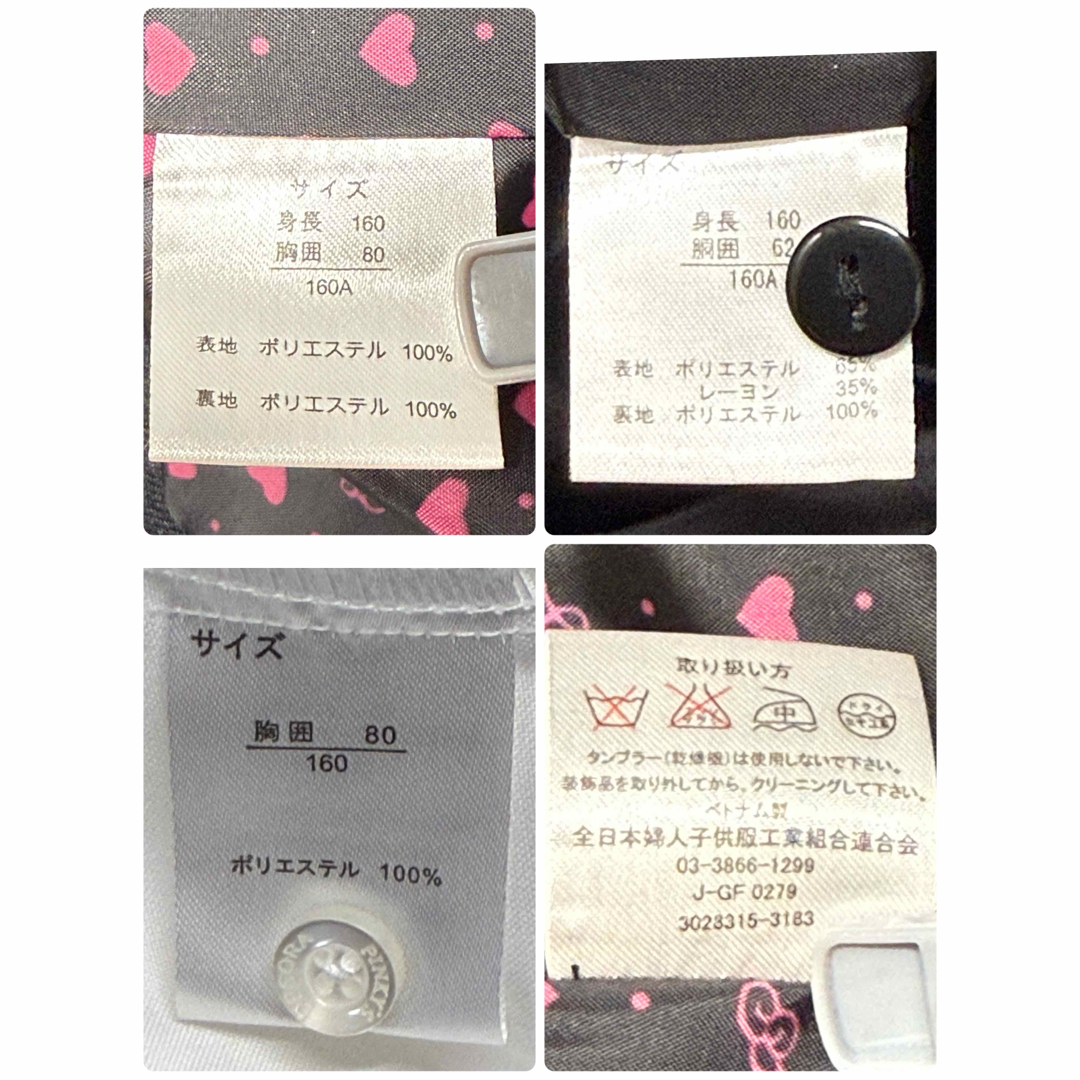 サイズ
身長 160
胸囲 80
160A
表地 ポリエステル 100%
裏地 ポリエステル 100%
サイズ
身長 160
胴囲 62
160A
表地 ポリエステル 65%
レーヨン 35%
裏地 ポリエステル 100%
サイズ
胸囲 80
160
ポリエステル 100%
PINKY'S
取り扱い方
中
ドライ
タンブラー(乾燥機)は使用しないで下さい。
装飾品を取り外してから、クリーニングして下さい。
ベトナム製
全日本婦人子供服工業組合連合会
03-3866-1299
J-GF 0279
3023315-3183